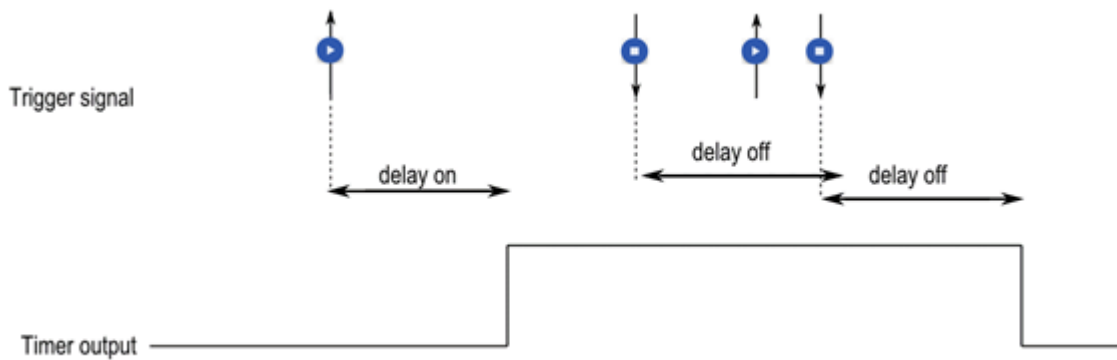 Trigger signal
delay on
delay off
delay off
Timer output